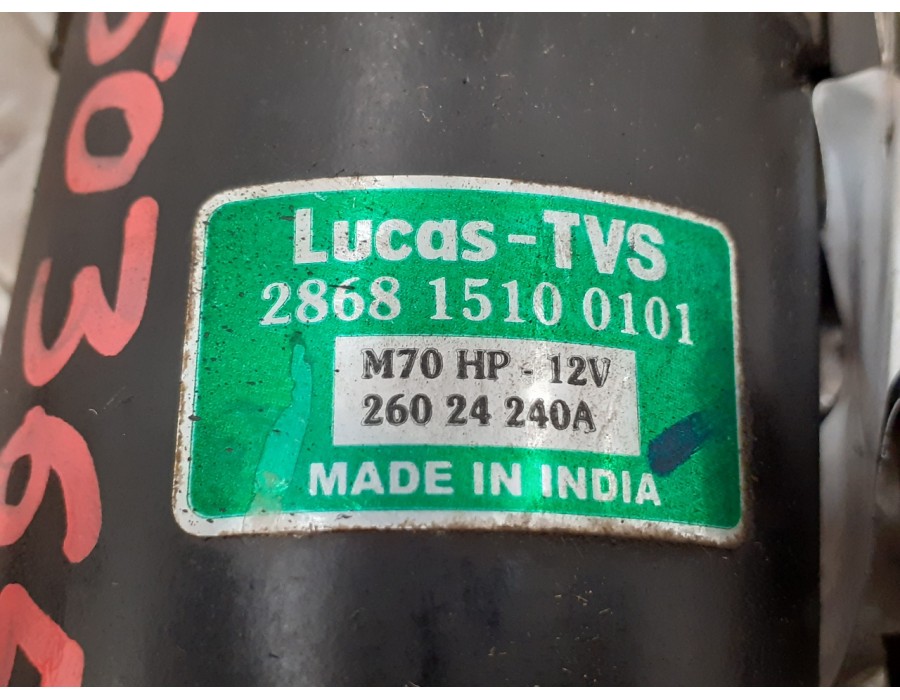 Lucas-TVS
2868 1510 0101
M70 HP - 12V
260 24 240A
MADE IN INDIA